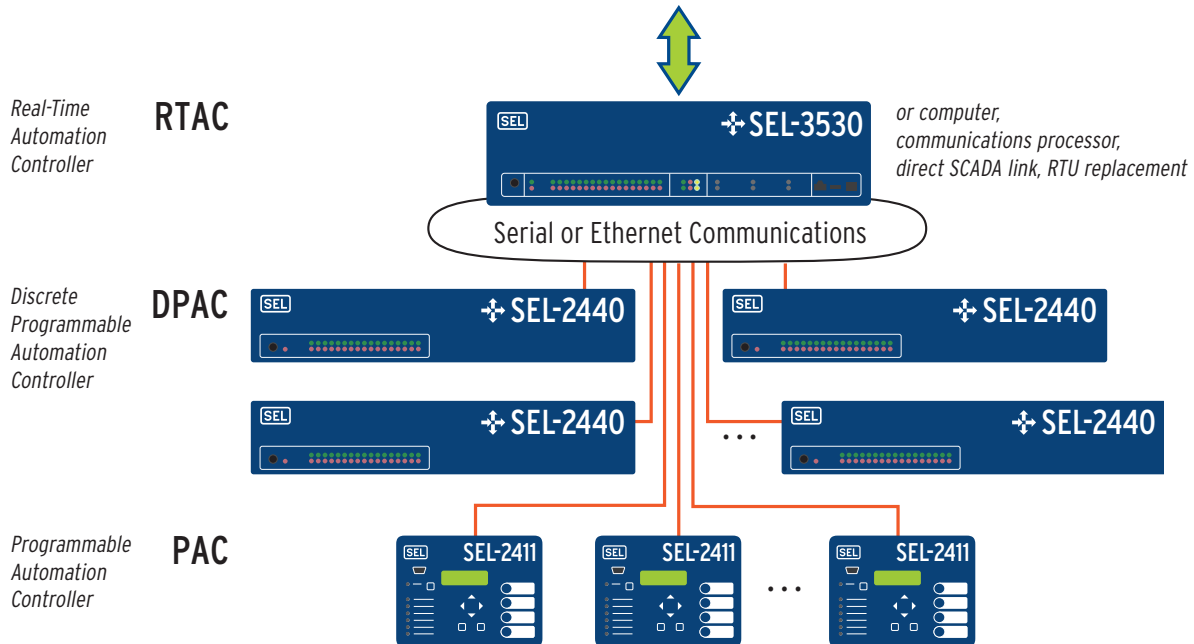 Real-Time
Automation
Controller
RTAC
SEL
SEL-3530
or computer,
communications processor,
direct SCADA link, RTU replacement
Serial or Ethernet Communications
Discrete
Programmable
Automation
Controller
DPAC
SEL
SEL-2440
SEL
SEL-2440
SEL
SEL-2440
...
SEL
SEL-2440
Programmable
Automation
Controller
PAC
SEL
SEL-2411
SEL
SEL-2411
...
SEL
SEL-2411